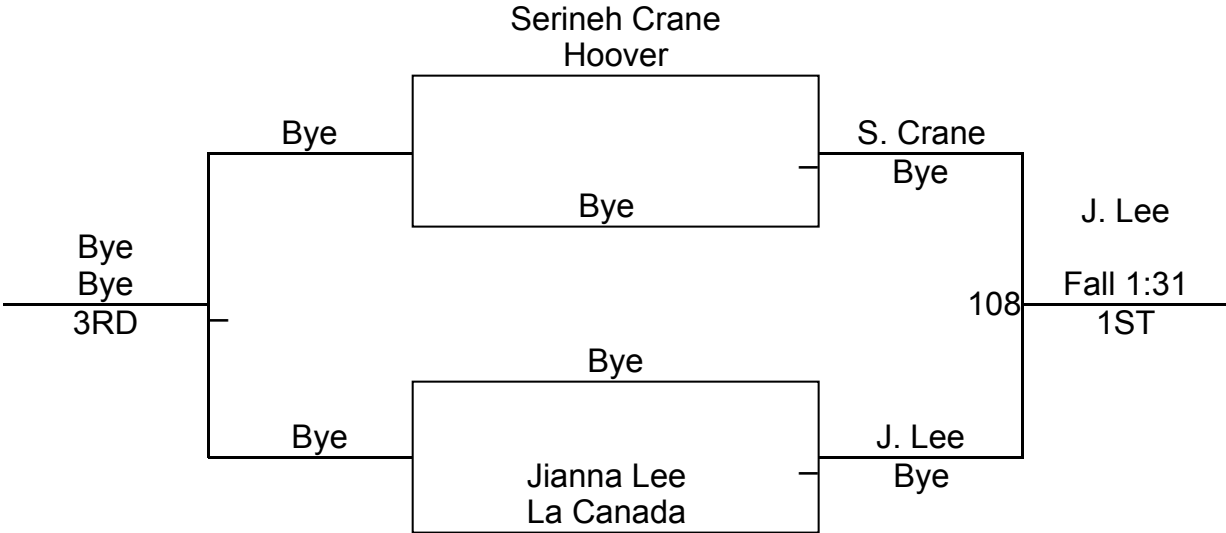 Serineh Crane
Hoover
Bye
S. Crane
Bye
Bye
J. Lee
Bye
Bye
3RD
108
Fall 1:31
1ST
Bye
Bye
J. Lee
Bye
Jianna Lee
La Canada